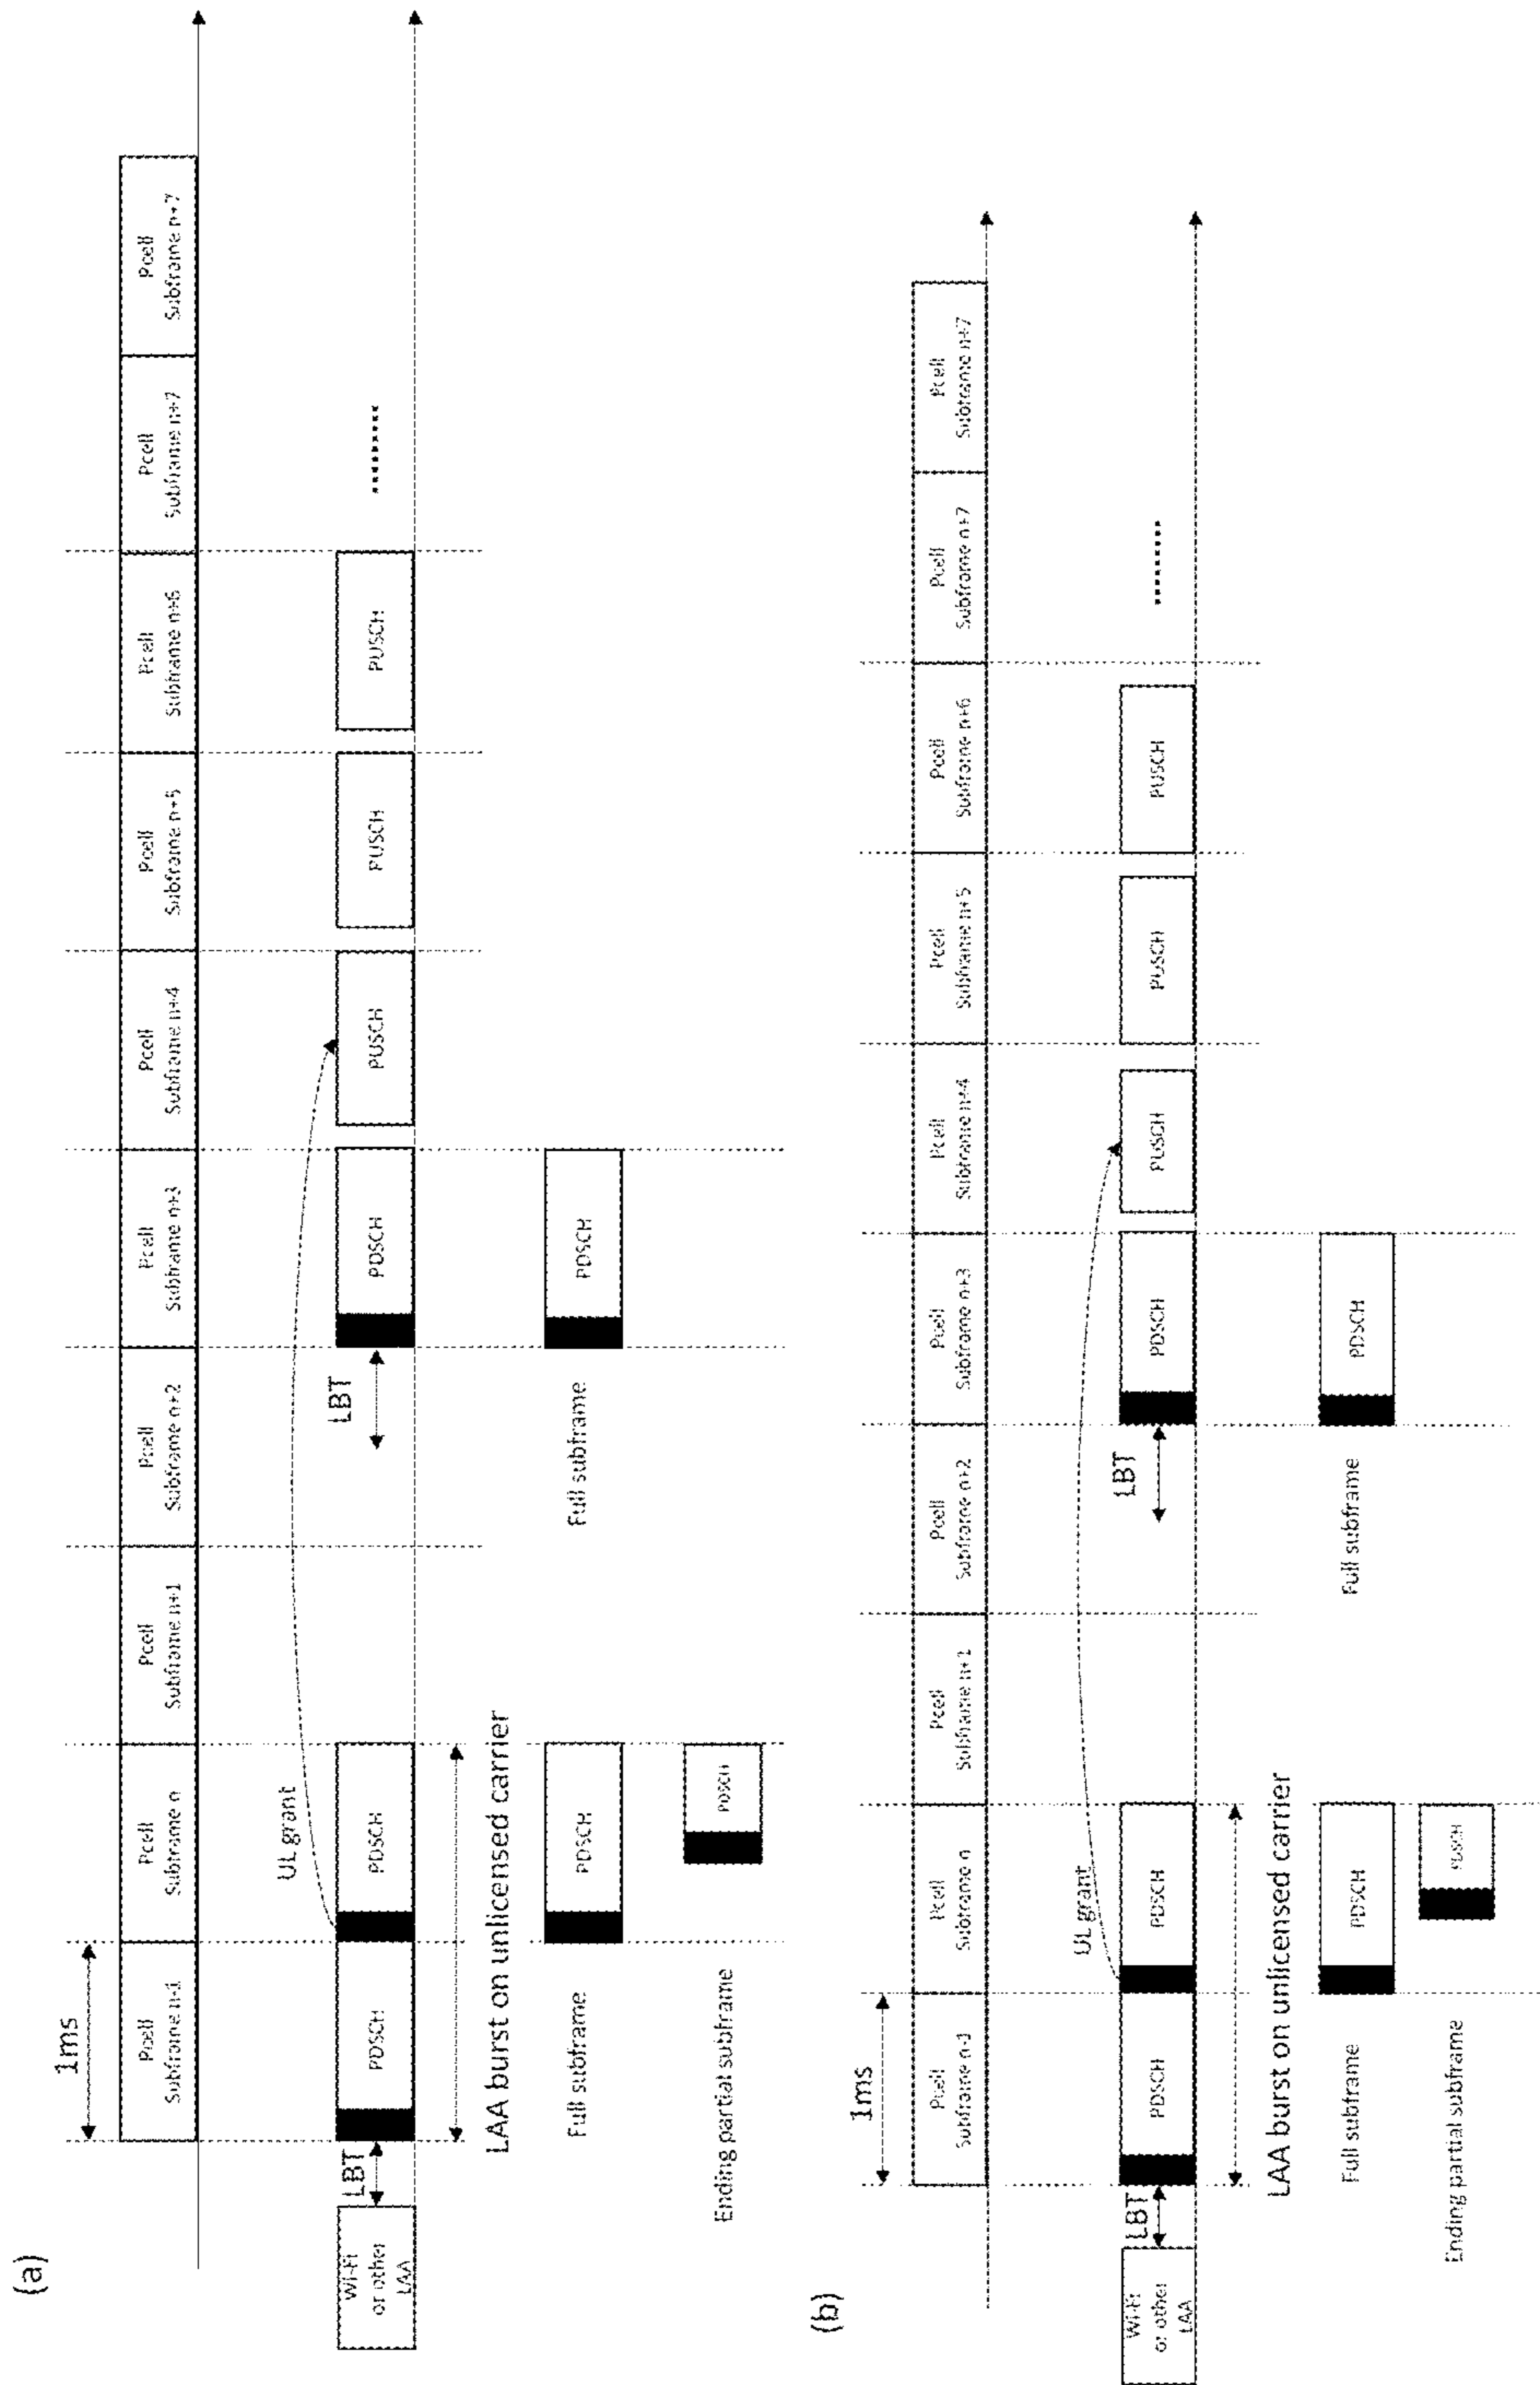 (a)
1ms
Pcell
Subframe n-1
Pcell
Subframe n
Pcell
Subframe n+1
Pcell
Subframe n+2
Pcell
Subframe n+3
Pcell
Subframe n+4
Pcell
Subframe n+5
Pcell
Subframe n+6
Pcell
Subframe n+7
Pcell
Subframe n+7
UL grant
LBT
LBT
Wi-Fi
or other
LAA
PDSCH
PDSCH
PDSCH
PUSCH
PUSCH
PUSCH
........
LAA burst on unlicensed carrier
Full subframe
PDSCH
Full subframe
PDSCH
Ending partial subframe
PDSCH
(b)
1ms
Pcell
Subframe n-1
Pcell
Subframe n
Pcell
Subframe n+2
Pcell
Subframe n+3
Pcell
Subframe n+4
Pcell
Subframe n+5
Pcell
Subframe n+6
Pcell
Subframe n+7
Pcell
Subframe n+7
UL grant
LBT
LBT
Wi-Fi
or other
LAA
PDSCH
PDSCH
PDSCH
PUSCH
PUSCH
PUSCH
........
LAA burst on unlicensed carrier
Full subframe
PDSCH
Full subframe
PDSCH
Ending partial subframe
PDSCH